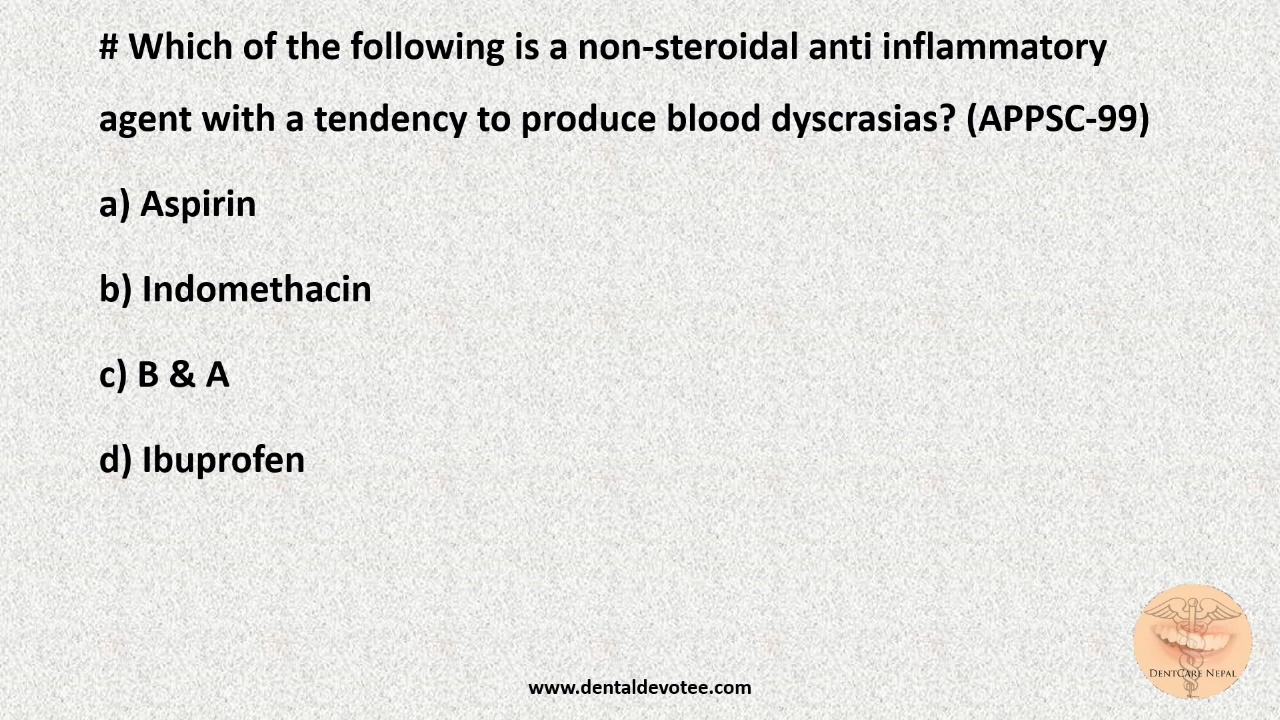 # Which of the following is a non-steroidal anti inflammatory
agent with a tendency to produce blood dyscrasias? (APPSC-99)
a) Aspirin
b) Indomethacin
c) B & A
d) Ibuprofen
DentCare Nepal
www.dentaldevotee.com